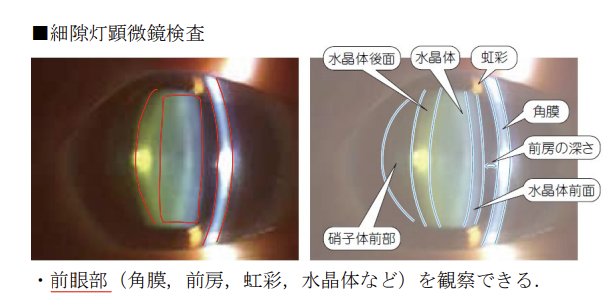 ■細隙灯顕微鏡検査
水晶体後面
水晶体
虹彩
角膜
前房の深さ
水晶体前面
硝子体前部
・前眼部（角膜，前房，虹彩，水晶体など）を観察できる．